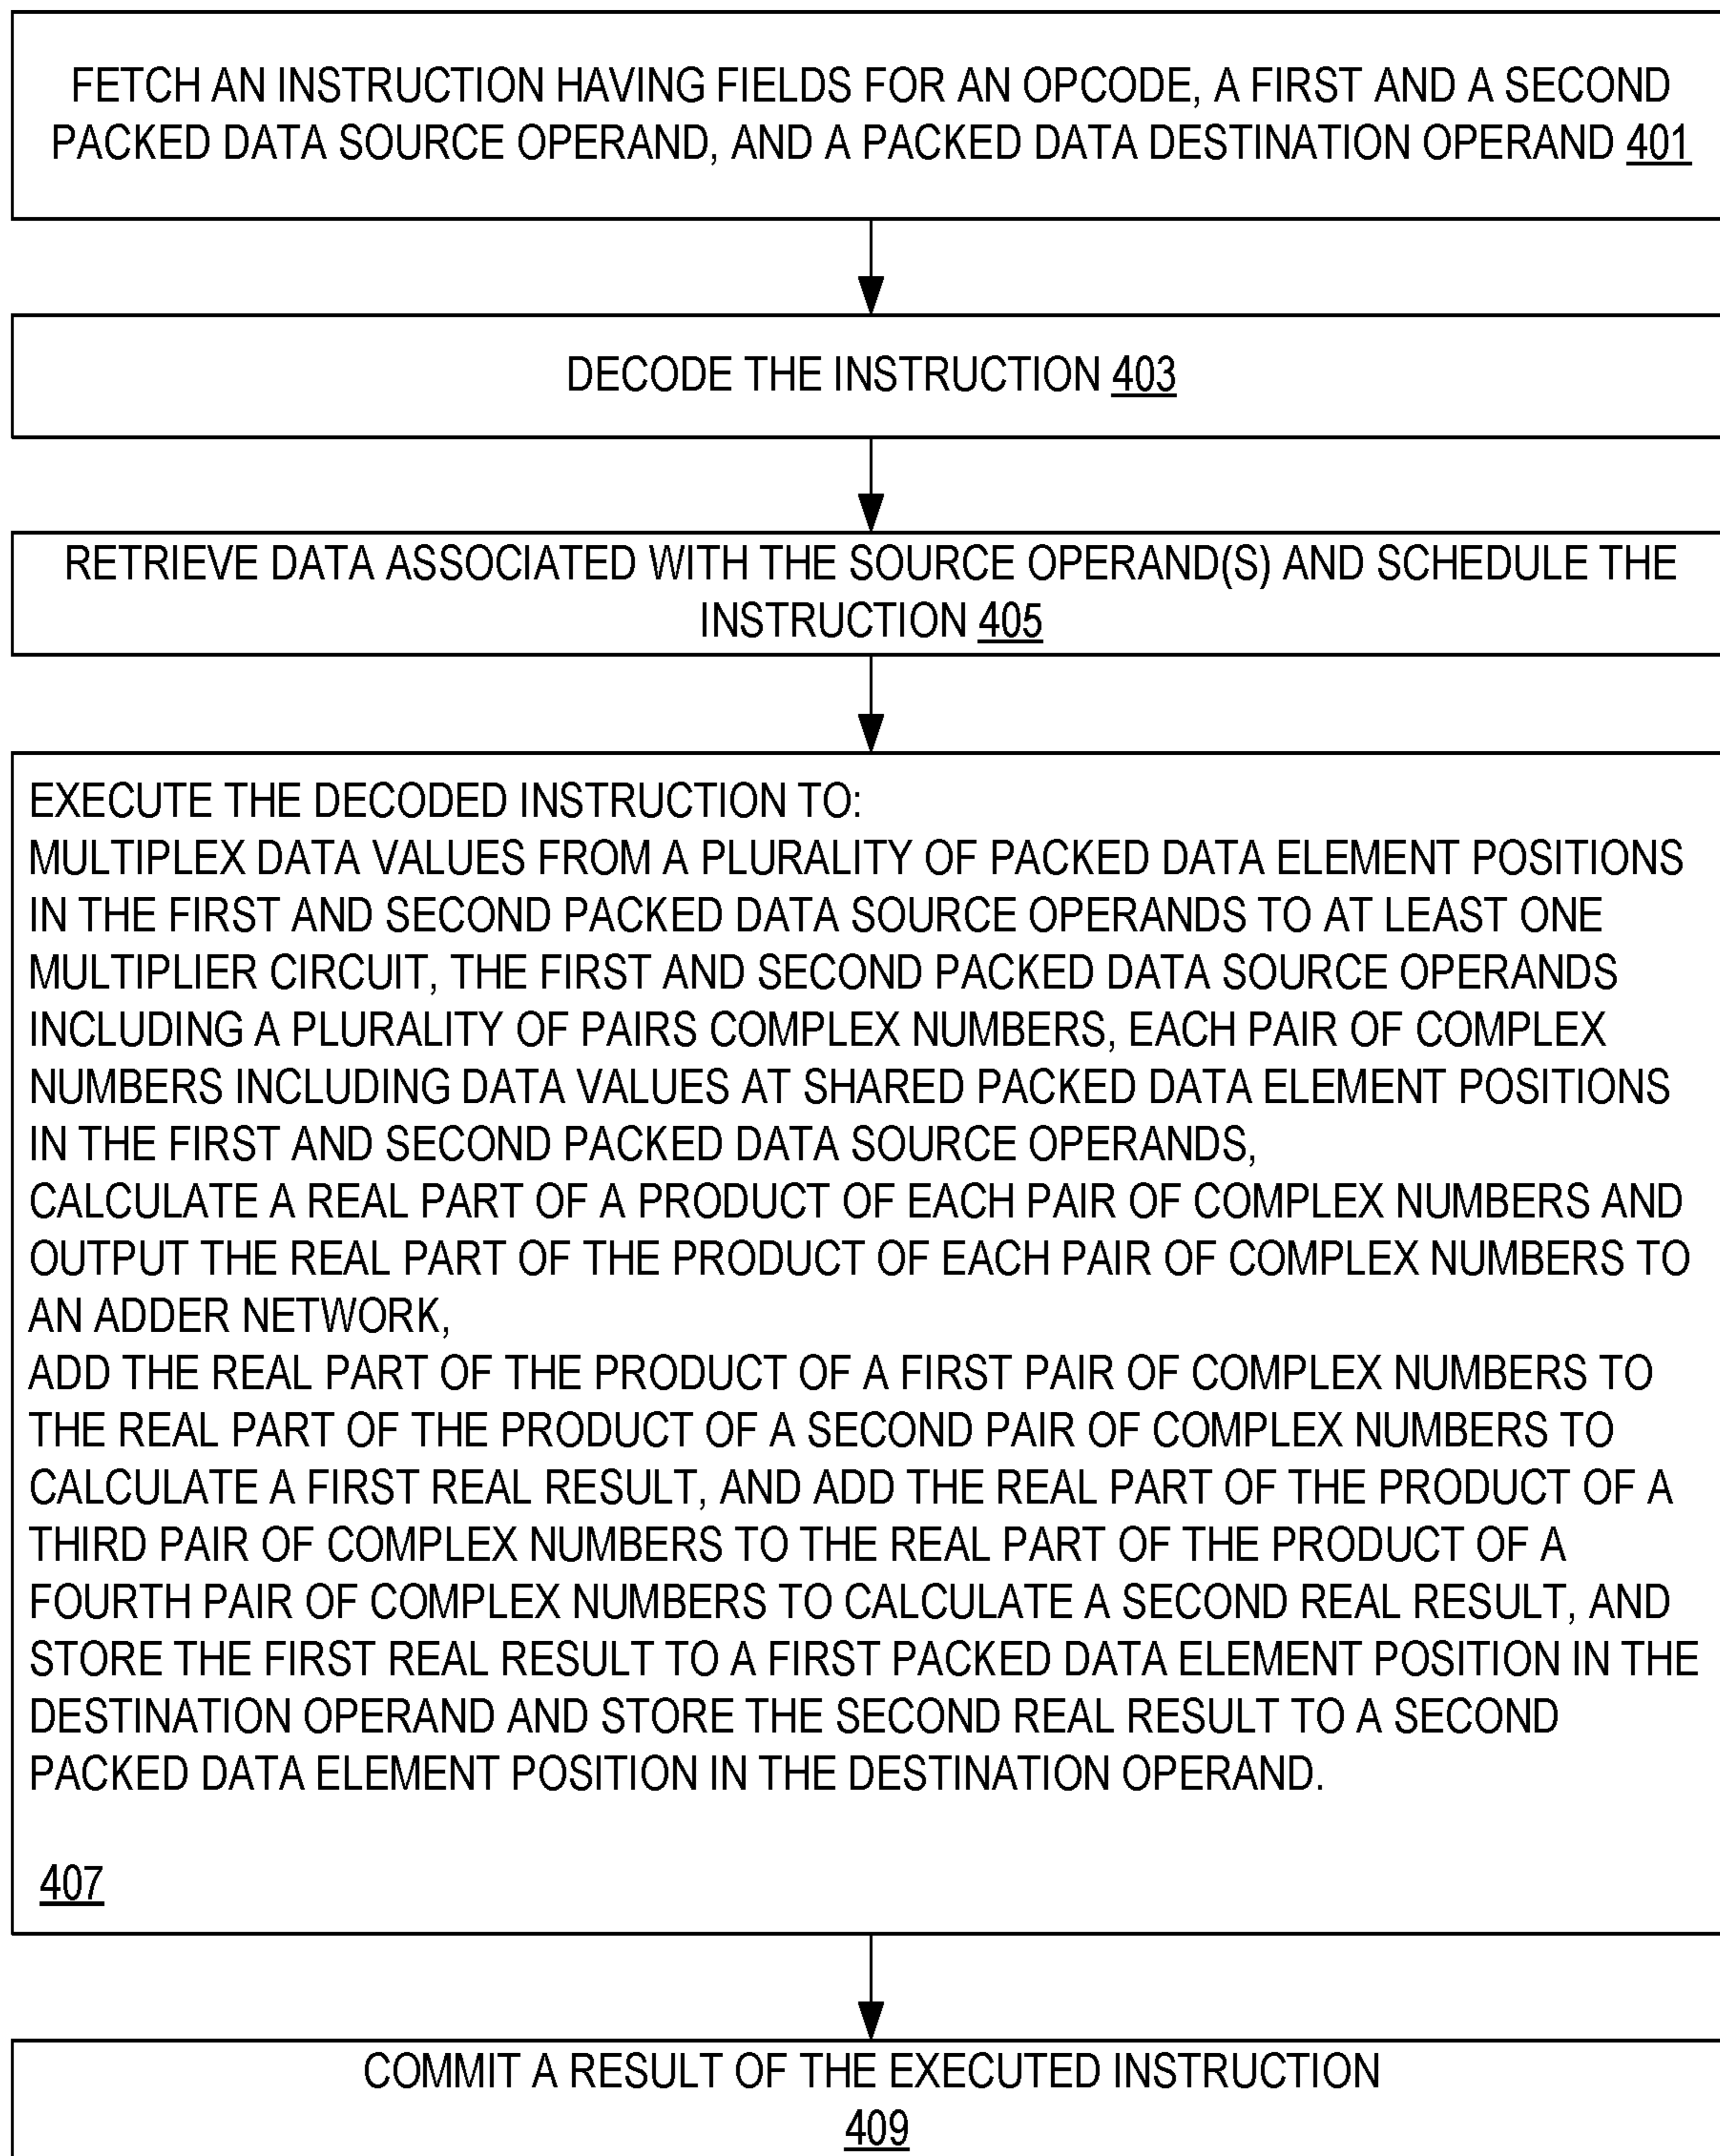 FETCH AN INSTRUCTION HAVING FIELDS FOR AN OPCODE, A FIRST AND A SECOND
PACKED DATA SOURCE OPERAND, AND A PACKED DATA DESTINATION OPERAND 401
DECODE THE INSTRUCTION 403
RETRIEVE DATA ASSOCIATED WITH THE SOURCE OPERAND(S) AND SCHEDULE THE
INSTRUCTION 405
EXECUTE THE DECODED INSTRUCTION TO:
MULTIPLEX DATA VALUES FROM A PLURALITY OF PACKED DATA ELEMENT POSITIONS
IN THE FIRST AND SECOND PACKED DATA SOURCE OPERANDS TO AT LEAST ONE
MULTIPLIER CIRCUIT, THE FIRST AND SECOND PACKED DATA SOURCE OPERANDS
INCLUDING A PLURALITY OF PAIRS COMPLEX NUMBERS, EACH PAIR OF COMPLEX
NUMBERS INCLUDING DATA VALUES AT SHARED PACKED DATA ELEMENT POSITIONS
IN THE FIRST AND SECOND PACKED DATA SOURCE OPERANDS,
CALCULATE A REAL PART OF A PRODUCT OF EACH PAIR OF COMPLEX NUMBERS AND
OUTPUT THE REAL PART OF THE PRODUCT OF EACH PAIR OF COMPLEX NUMBERS TO
AN ADDER NETWORK,
ADD THE REAL PART OF THE PRODUCT OF A FIRST PAIR OF COMPLEX NUMBERS TO
THE REAL PART OF THE PRODUCT OF A SECOND PAIR OF COMPLEX NUMBERS TO
CALCULATE A FIRST REAL RESULT, AND ADD THE REAL PART OF THE PRODUCT OF A
THIRD PAIR OF COMPLEX NUMBERS TO THE REAL PART OF THE PRODUCT OF A
FOURTH PAIR OF COMPLEX NUMBERS TO CALCULATE A SECOND REAL RESULT, AND
STORE THE FIRST REAL RESULT TO A FIRST PACKED DATA ELEMENT POSITION IN THE
DESTINATION OPERAND AND STORE THE SECOND REAL RESULT TO A SECOND
PACKED DATA ELEMENT POSITION IN THE DESTINATION OPERAND.
407
COMMIT A RESULT OF THE EXECUTED INSTRUCTION
409